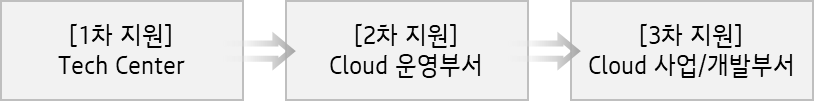 [1차 지원]
Tech Center
[2차 지원]
Cloud 운영부서
[3차 지원]
Cloud 사업/개발부서